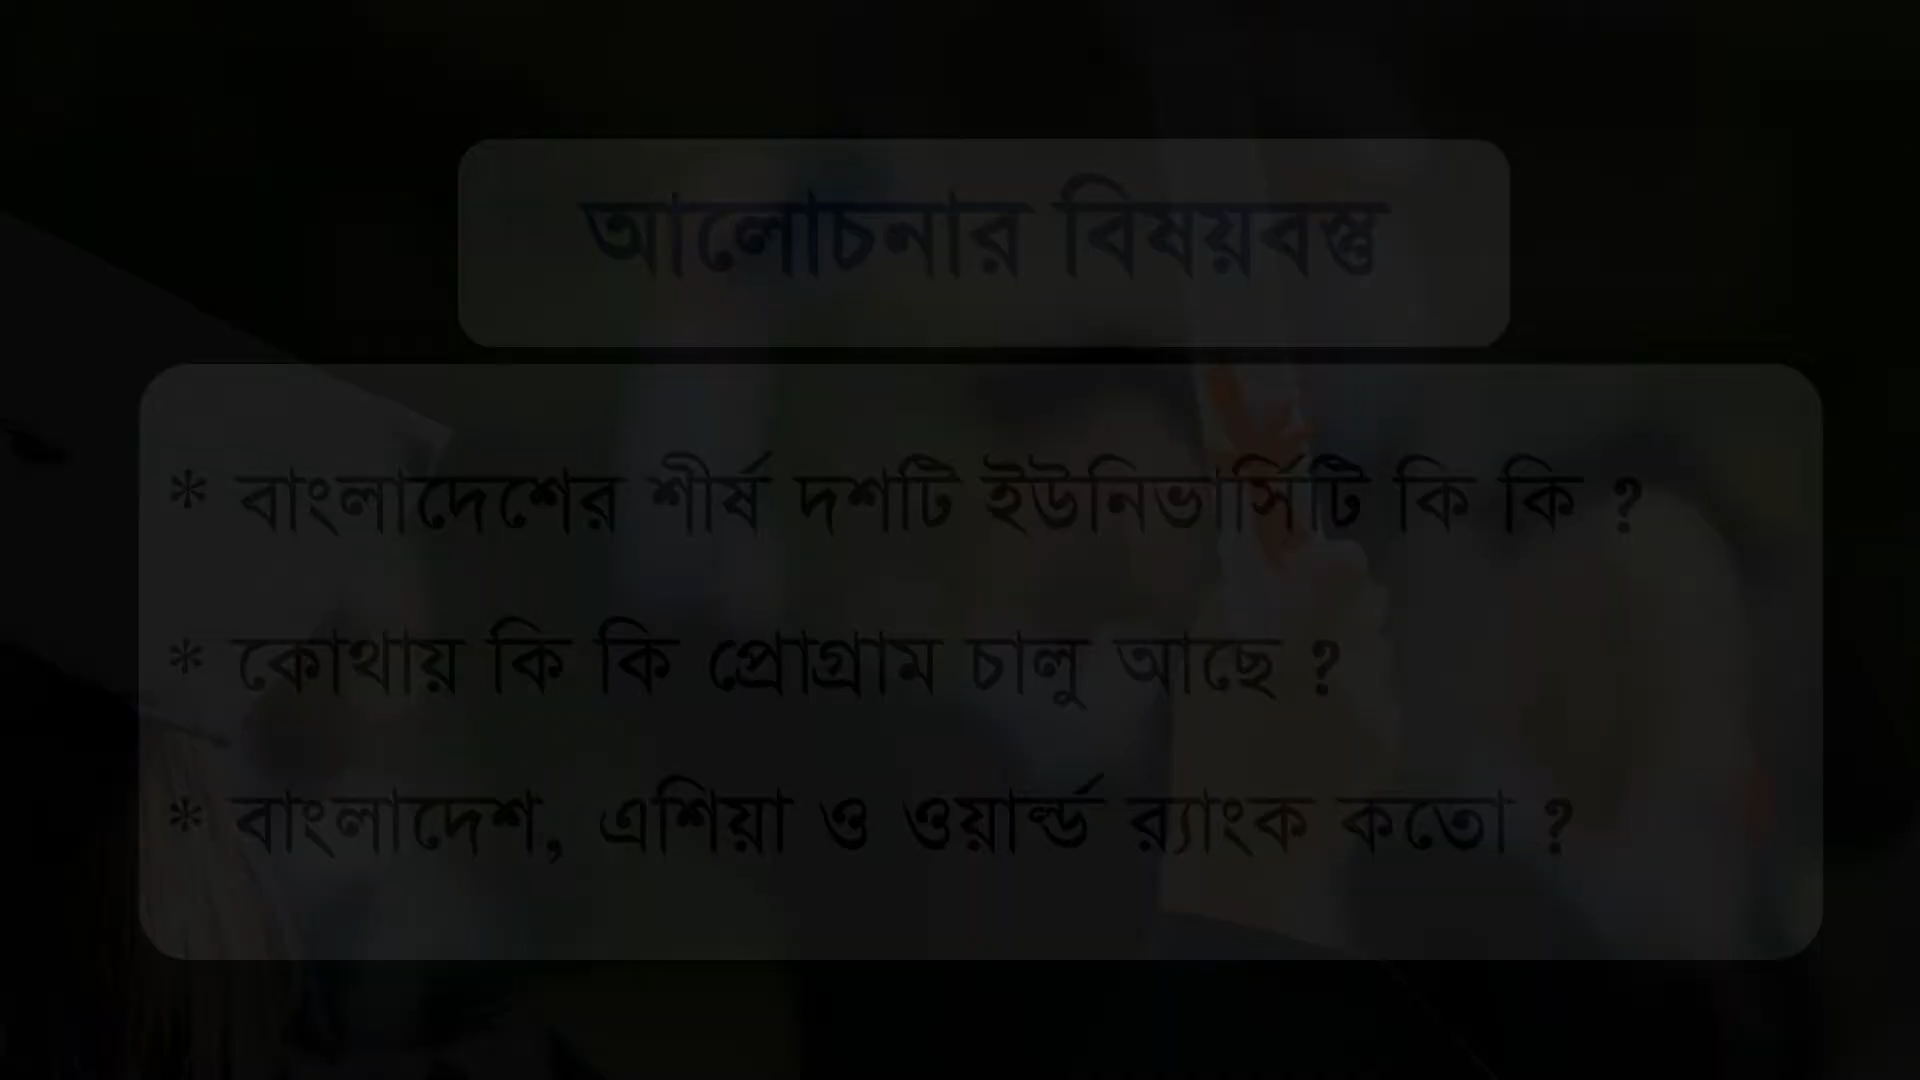 আলোচনার বিষয়বস্তু
* বাংলাদেশের শীর্ষ দশটি ইউনিভার্সিটি কি কি ?
* কোথায় কি কি প্রোগ্রাম চালু আছে ?
* বাংলাদেশ, এশিয়া ও ওয়ার্ল্ড র‍্যাংক কতো ?